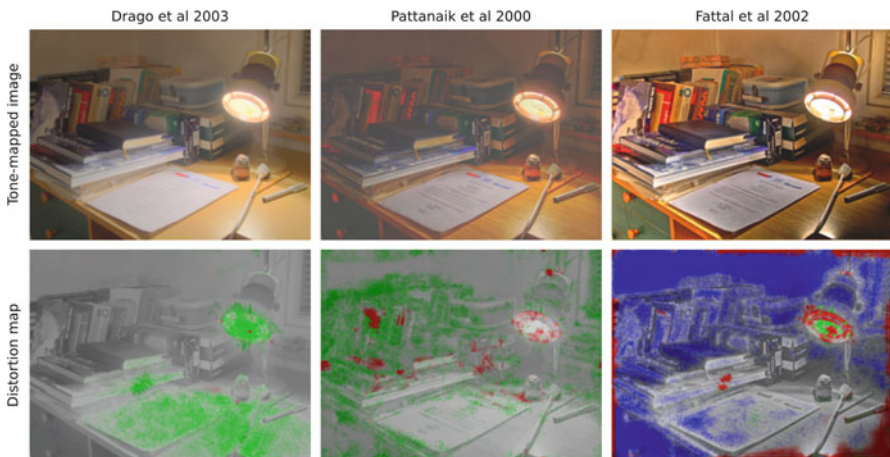 Drago et al 2003
Pattanaik et al 2000
Fattal et al 2002
Tone-mapped image
Distortion map